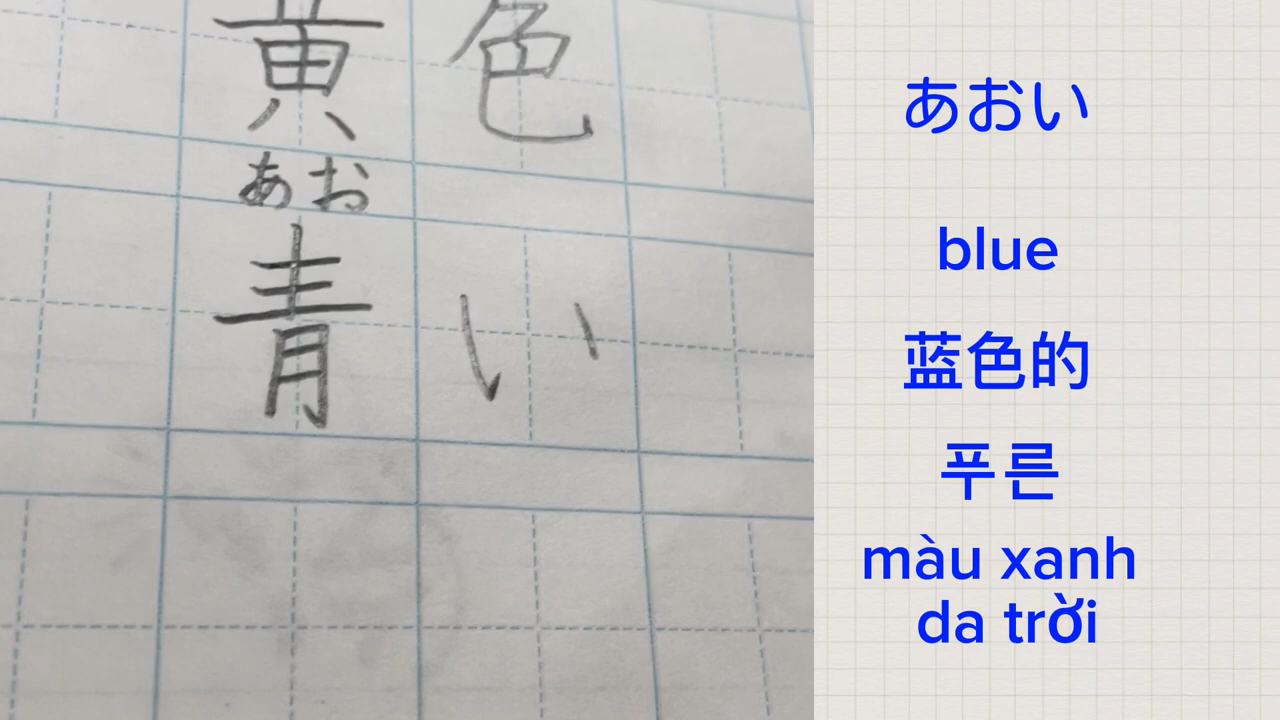 黄色
あお
青い
あおい
blue
蓝色的
푸른
màu xanh
da trời